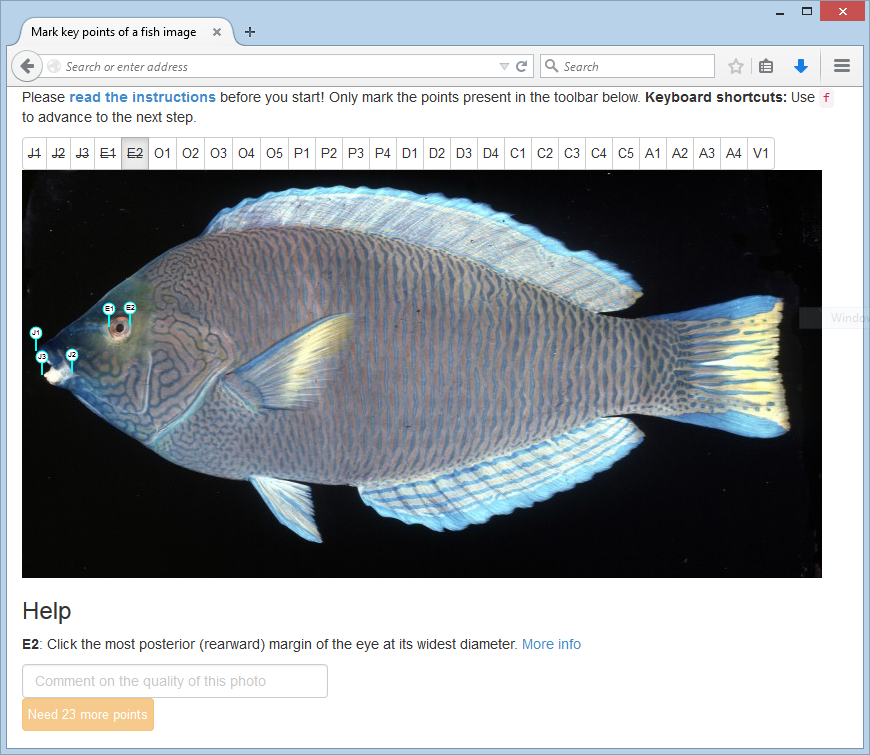 Mark key points of a fish image
Search or enter address
Search
Please read the instructions before you start! Only mark the points present in the toolbar below. Keyboard shortcuts: Use f
to advance to the next step.
J1 J2 J3 E1 E2 O1 O2 O3 O4 O5 P1 P2 P3 P4 D1 D2 D3 D4 C1 C2 C3 C4 C5 A1 A2 A3 A4 V1
E1 E2
Window
J1
J3 J2
Help
E2: Click the most posterior (rearward) margin of the eye at its widest diameter. More info
Comment on the quality of this photo
Need 23 more points